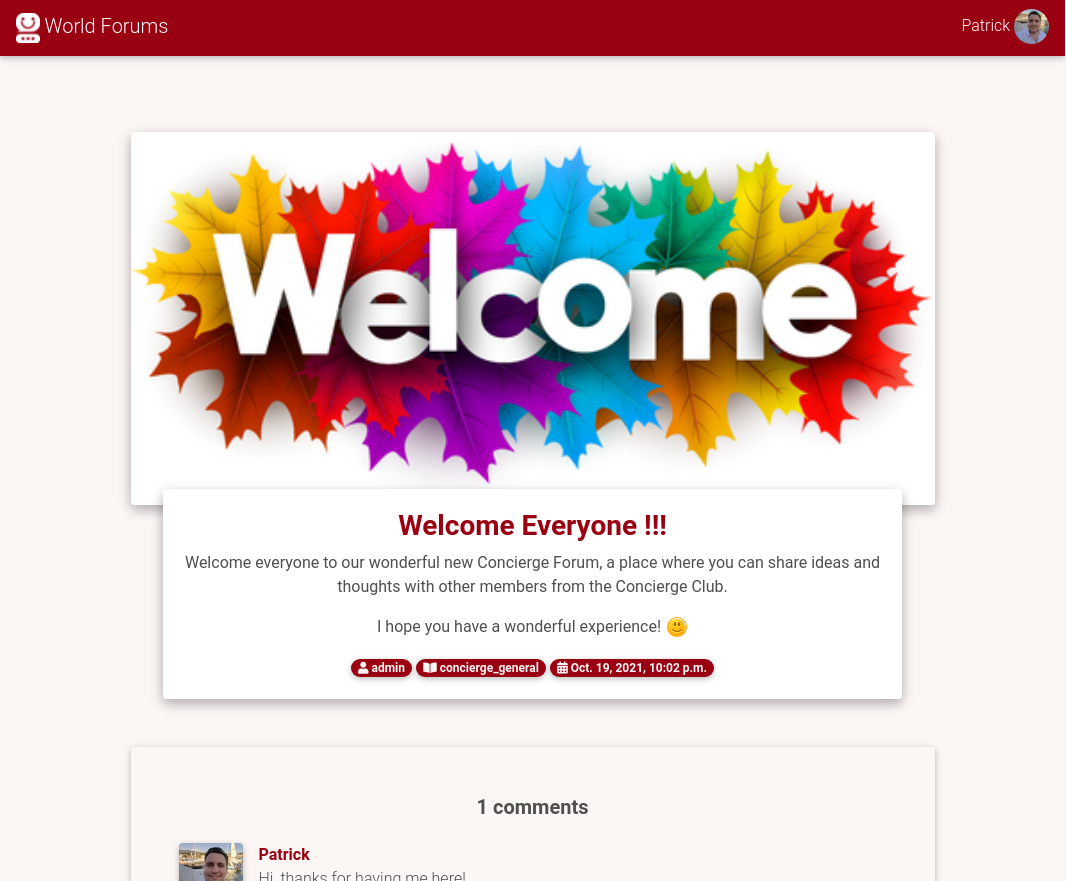 World Forums
Patrick
Welcome
Welcome Everyone !!!
Welcome everyone to our wonderful new Concierge Forum, a place where you can share ideas and
thoughts with other members from the Concierge Club.
I hope you have a wonderful experience! 🙂
admin concierge_general Oct. 19, 2021, 10:02 p.m.
1 comments
Patrick
Hi, thanks for having me here!